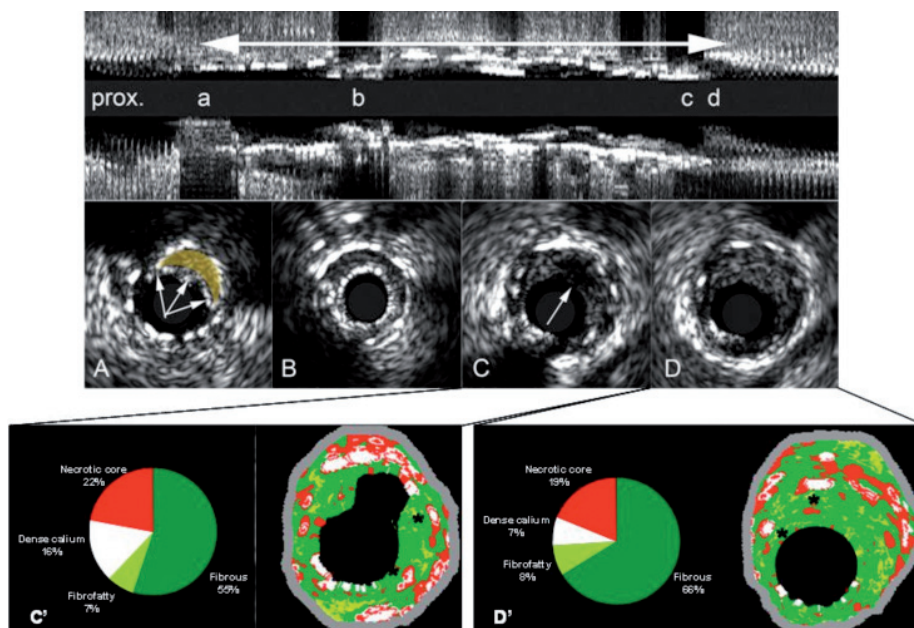 prox. a b c d
A B C D
Necrotic core
22%
Dense calium
16%
Fibrofatty
7%
Fibrous
55%
C'
Necrotic core
19%
Dense calium
7%
Fibrofatty
8%
Fibrous
66%
D'